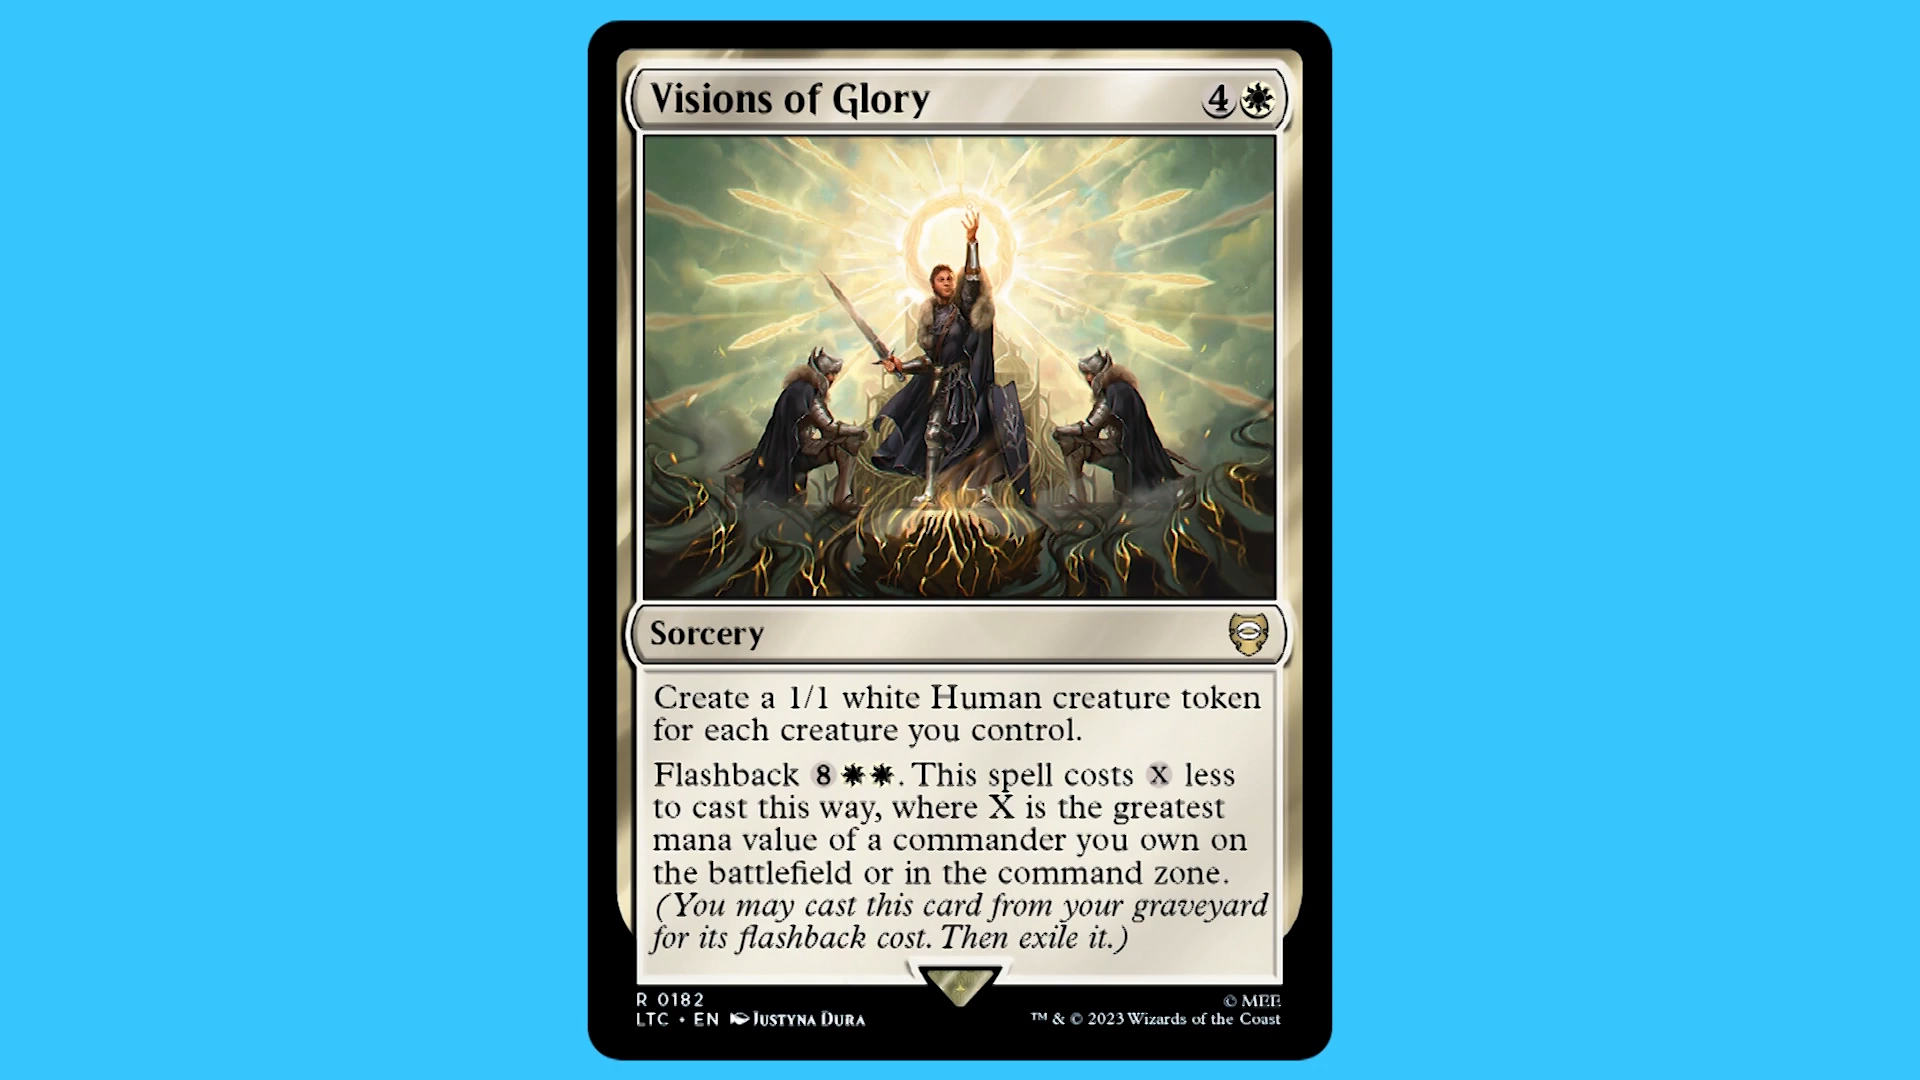 Visions of Glory 4
Sorcery
Create a 1/1 white Human creature token
for each creature you control.
Flashback 8. This spell costs X less
to cast this way, where X is the greatest
mana value of a commander you own on
the battlefield or in the command zone.
(You may cast this card from your graveyard
for its flashback cost. Then exile it.)
R 0182
LTC • EN Justyna Dura
© MEE
™ & © 2023 Wizards of the Coast